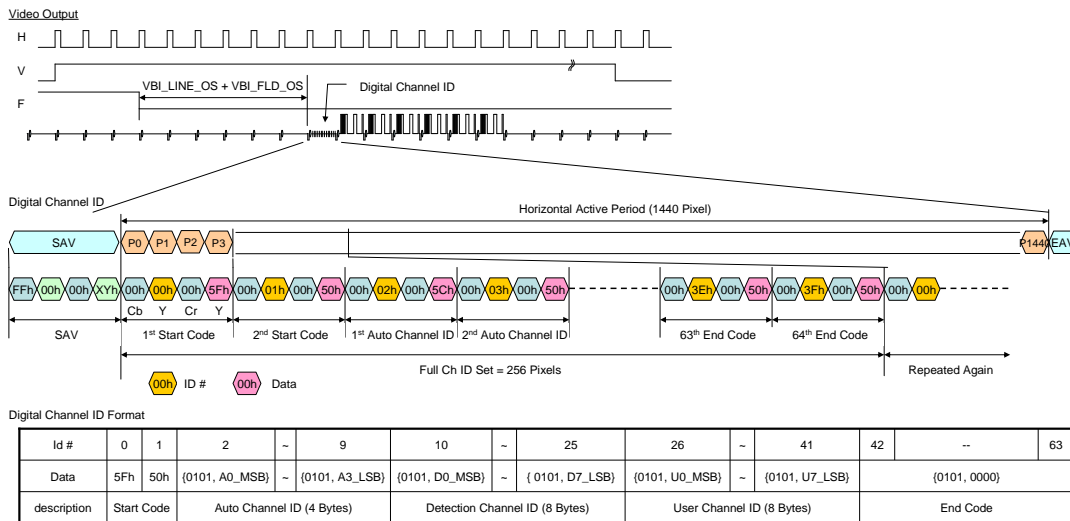 Video Output
H
V
VBI_LINE_OS + VBI_FLD_OS
Digital Channel ID
F
Digital Channel ID
Horizontal Active Period (1440 Pixel)
SAV P0 P1 P2 P3 P1440 EAV
FFh 00h 00h XYh 00h 00h 00h 5Fh 00h 01h 00h 50h 00h 02h 00h 5Ch 00h 03h 00h 50h 00h 3Eh 00h 50h 00h 3Fh 00h 50h 00h 00h
Cb Y Cr Y
SAV 1st Start Code 2nd Start Code 1st Auto Channel ID 2nd Auto Channel ID 63th End Code 64th End Code
Full Ch ID Set = 256 Pixels Repeated Again
00h ID # 00h Data
Digital Channel ID Format
Id # 0 1 2 ~ 9 10 ~ 25 26 ~ 41 42 -- 63
Data 5Fh 50h {0101, A0_MSB} ~ {0101, A3_LSB} {0101, D0_MSB} ~ { 0101, D7_LSB} {0101, U0_MSB} ~ {0101, U7_LSB} {0101, 0000}
description Start Code Auto Channel ID (4 Bytes) Detection Channel ID (8 Bytes) User Channel ID (8 Bytes) End Code